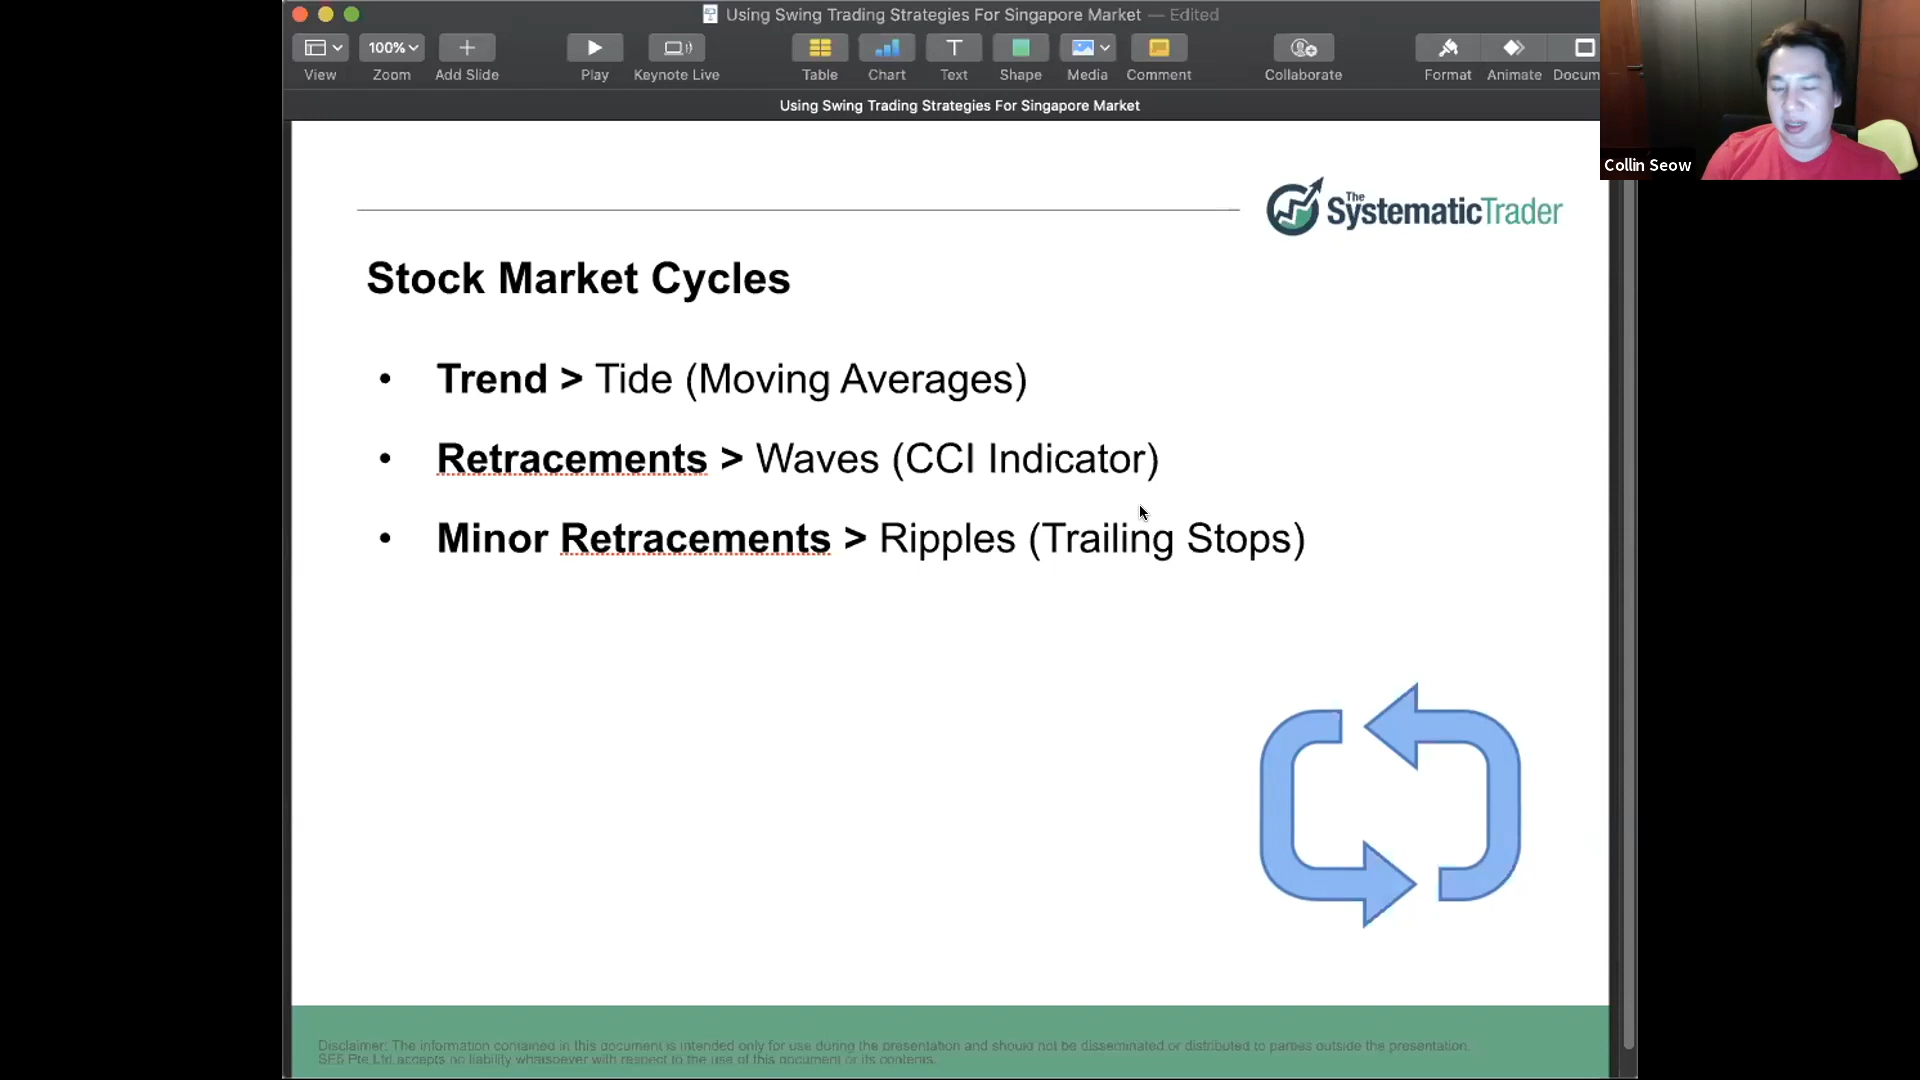 Using Swing Trading Strategies For Singapore Market — Edited
100%
View Zoom Add Slide Play Keynote Live Table Chart Text Shape Media Comment Collaborate Format Animate Docum
Using Swing Trading Strategies For Singapore Market
Collin Seow
The SystematicTrader
Stock Market Cycles
• Trend > Tide (Moving Averages)
• Retracements > Waves (CCI Indicator)
• Minor Retracements > Ripples (Trailing Stops)
Disclaimer: The information contained in this document is intended only for use during the presentation and should not be disseminated or distributed to parties outside the presentation.
SE5 Pte Ltd accepts no liability whatsoever with respect to the use of this document or its contents.